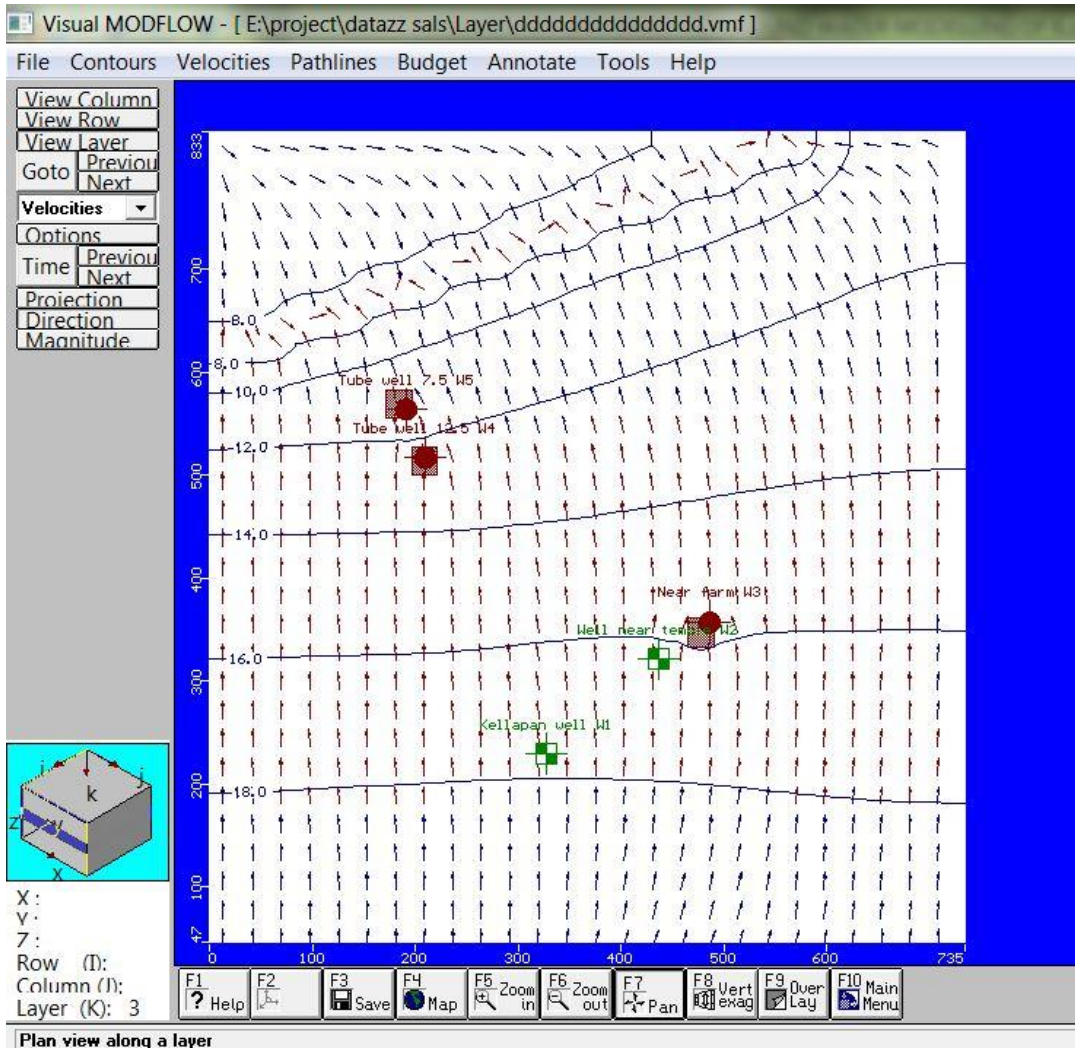 Visual MODFLOW - [ E:\project\datazz sals\Layer\ddddddddddddddd.vmf ]
File Contours Velocities Pathlines Budget Annotate Tools Help
View Column
View Row
View Layer
Goto Previou
Next
Velocities
Options
Time Previou
Next
Projection
Direction
Magnitude
833
700
600
500
400
300
200
100
47
8.0
8.0
10.0
Tube well 7.5 W5
Tube well 12.5 W4
12.0
14.0
Near farm W3
Well near temple W2
16.0
Kellapan well W1
18.0
0 100 200 300 400 500 600 735
i j
k
Z Y
X
X :
Y :
Z :
Row (I):
Column (J):
Layer (K): 3
F1 ? Help
F2
F3 Save
F4 Map
F5 Zoom in
F6 Zoom out
F7 Pan
F8 Vert exag
F9 Over Lay
F10 Main Menu
Plan view along a layer